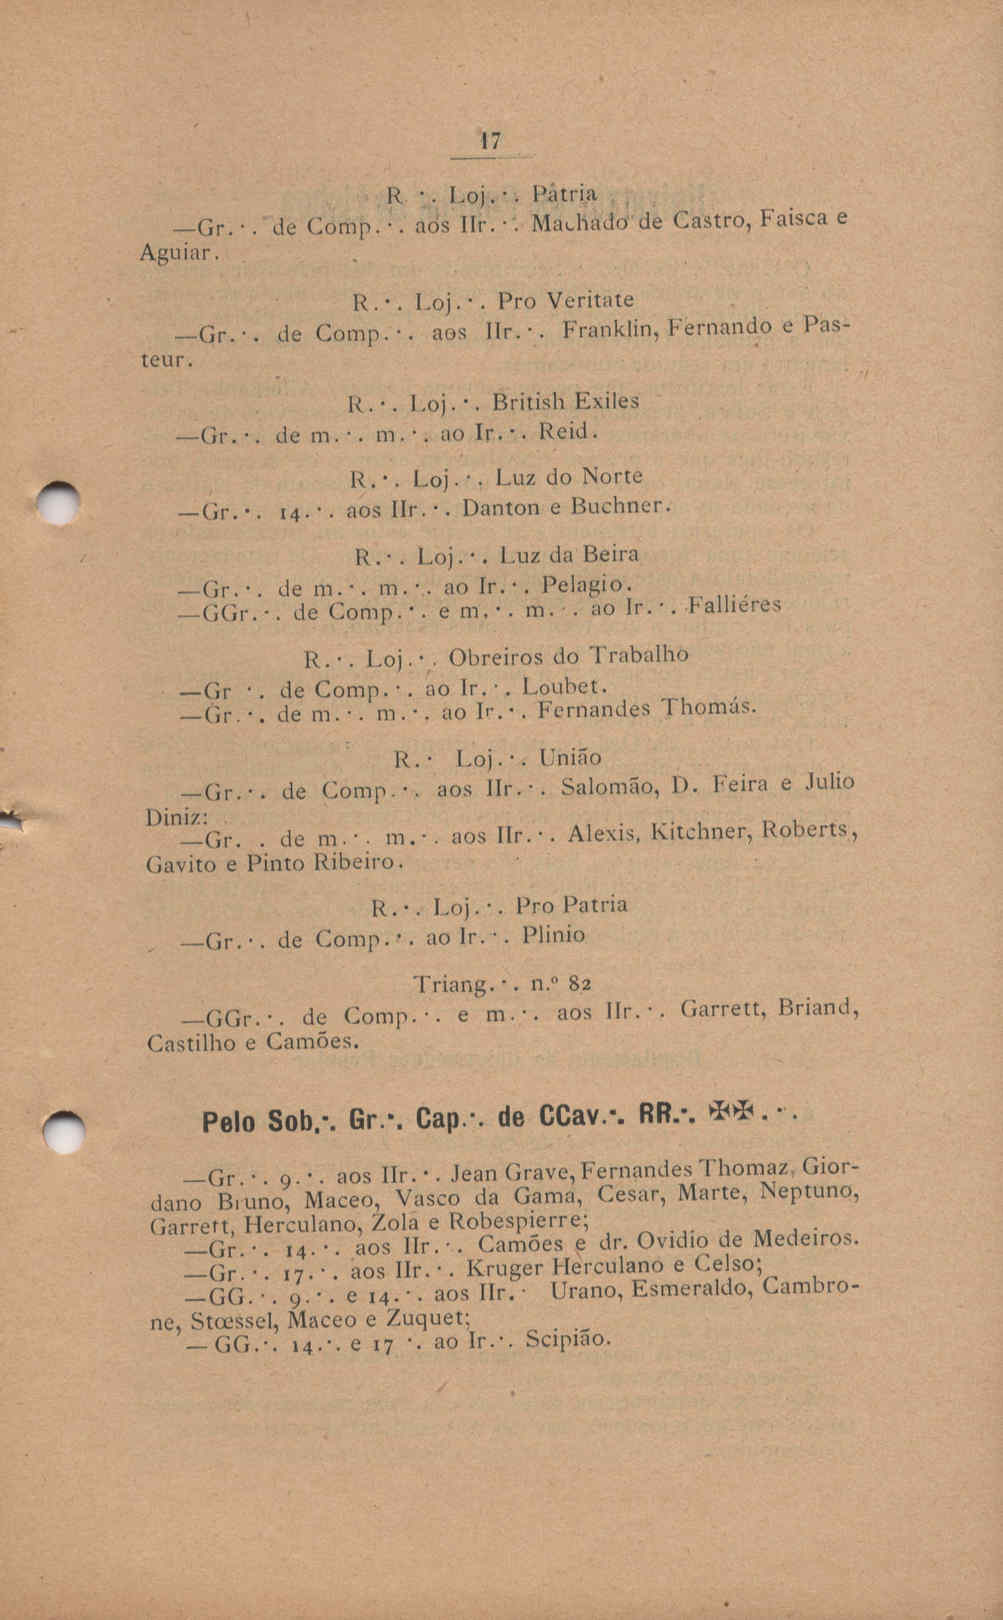 17
R ∴ Loj.∴ Pátria
—Gr.∴ de Comp.∴ aos IIr.∴ Machado de Castro, Faisca e
Aguiar.
R.∴ Loj.∴ Pro Veritate
—Gr.∴ de Comp.∴ aos IIr.∴ Franklin, Fernando e Pas-
teur.
R.∴ Loj.∴ British Exiles
—Gr.∴ de m.∴ m.∴ ao Ir.∴ Reid.
R.∴ Loj.∴ Luz do Norte
—Gr.∴ 14.∴ aos IIr.∴ Danton e Buchner.
R.∴ Loj.∴ Luz da Beira
—Gr.∴ de m.∴ m.∴ ao Ir.∴ Pelagio.
—GGr.∴ de Comp.∴ e m.∴ m.∴ ao Ir.∴ Falliéres
R.∴ Loj.∴ Obreiros do Trabalho
—Gr ∴ de Comp.∴ ao Ir.∴ Loubet.
—Gr.∴ de m.∴ m.∴ ao Ir.∴ Fernandes Thomás.
R.∴ Loj.∴ União
—Gr.∴ de Comp.∴ aos IIr.∴ Salomão, D. Feira e Julio
Diniz:
—Gr. . de m.∴ m.∴ aos IIr.∴ Alexis, Kitchner, Roberts,
Gavito e Pinto Ribeiro.
R.∴ Loj.∴ Pro Patria
—Gr.∴ de Comp.∴ ao Ir.∴ Plinio
Triang.∴ n.º 82
—GGr.∴ de Comp.∴ e m.∴ aos IIr.∴ Garrett, Briand,
Castilho e Camões.
Pelo Sob.∴ Gr.∴ Cap.∴ de CCav.∴ RR.∴ ✠✠.∴
—Gr.∴ 9.∴ aos IIr.∴ Jean Grave, Fernandes Thomaz, Gior-
dano Bruno, Maceo, Vasco da Gama, Cesar, Marte, Neptuno,
Garrett, Herculano, Zola e Robespierre;
—Gr.∴ 14.∴ aos IIr.∴ Camões e dr. Ovidio de Medeiros.
—Gr.∴ 17.∴ aos IIr.∴ Kruger Herculano e Celso;
—GG.∴ 9.∴ e 14.∴ aos IIr.∴ Urano, Esmeraldo, Cambro-
ne, Stœssel, Maceo e Zuquet;
— GG.∴ 14.∴ e 17 ∴ ao Ir.∴ Scipião.